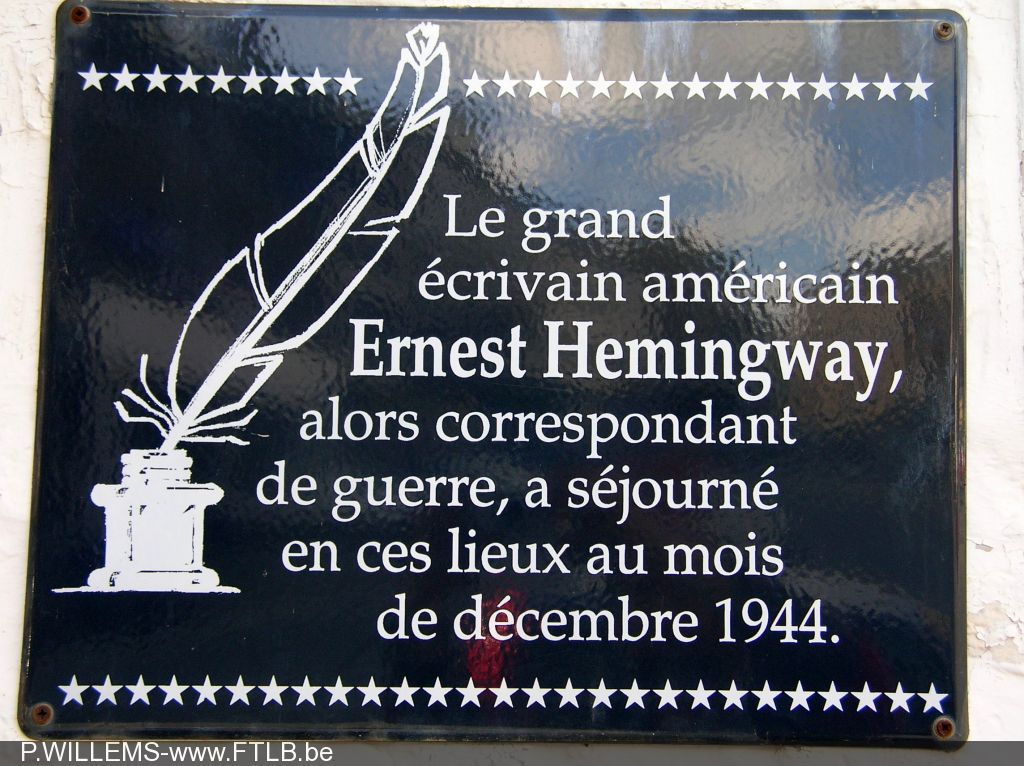 Le grand
écrivain américain
Ernest Hemingway,
alors correspondant
de guerre, a séjourné
en ces lieux au mois
de décembre 1944.
P.WILLEMS-www.FTLB.be